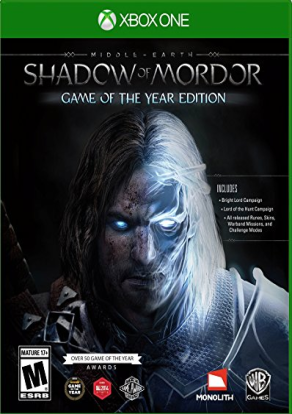 XBOX ONE
MIDDLE-EARTH
SHADOW OF MORDOR
GAME OF THE YEAR EDITION
INCLUDES
• Bright Lord Campaign
• Lord of the Hunt Campaign
• All released Runes, Skins,
Warband Missions, and
Challenge Modes
MATURE 17+
M
ESRB
OVER 50 GAME OF THE YEAR
AWARDS
MONOLITH
WB
GAMES